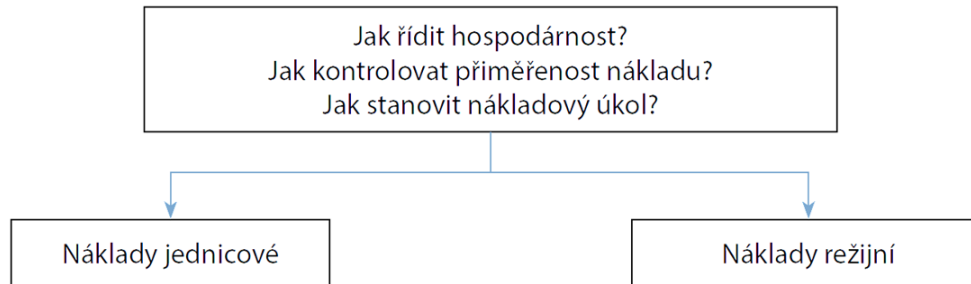 Jak řídit hospodárnost?
Jak kontrolovat přiměřenost nákladu?
Jak stanovit nákladový úkol?
Náklady jednicové
Náklady režijní